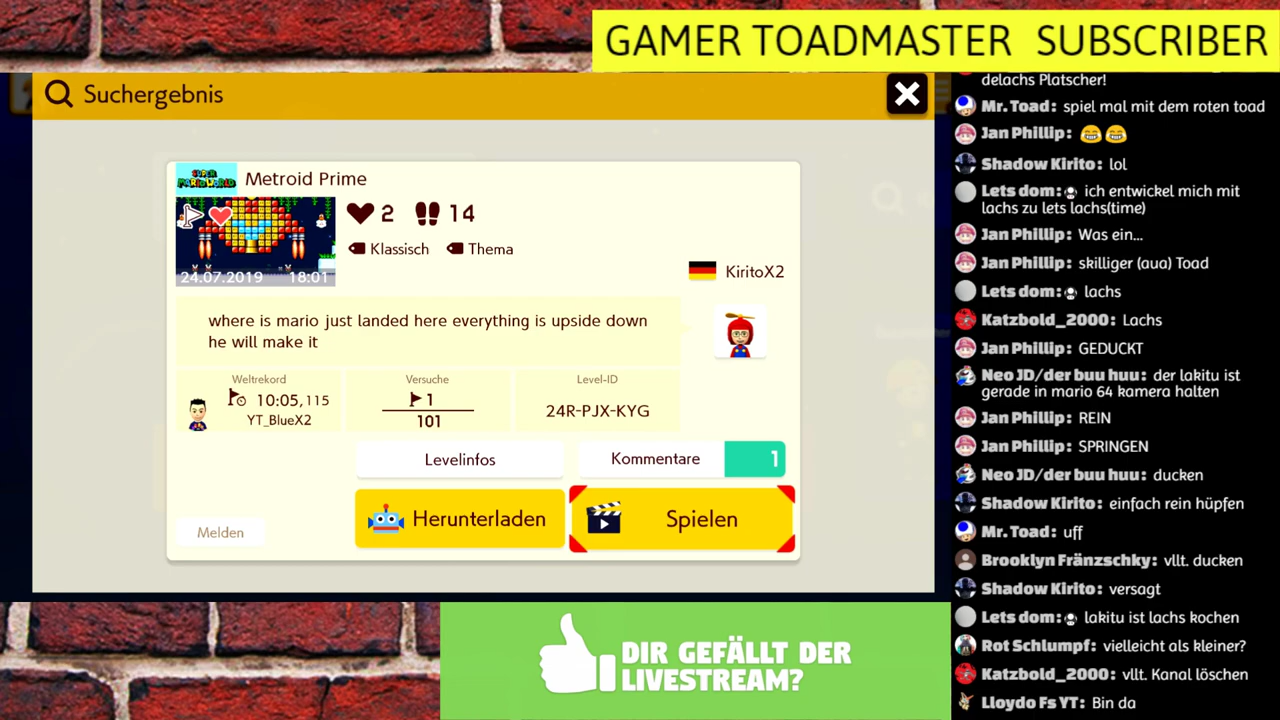 GAMER TOADMASTER SUBSCRIBER
Suchergebnis
SUPER
MARIOWORLD
Metroid Prime
2
14
Klassisch
Thema
24.07.2019 18:01
KiritoX2
where is mario just landed here everything is upside down
he will make it
Weltrekord
10:05,115
YT_BlueX2
Versuche
1
101
Level-ID
24R-PJX-KYG
Levelinfos
Kommentare
1
Melden
Herunterladen
Spielen
DIR GEFÄLLT DER
LIVESTREAM?
delachs Platscher!
Mr. Toad: spiel mal mit dem roten toad
Jan Phillip: 😂😂
Shadow Kirito: lol
Lets dom: ich entwickel mich mit
lachs zu lets lachs(time)
Jan Phillip: Was ein...
Jan Phillip: skilliger (aua) Toad
Lets dom: lachs
Katzbold_2000: Lachs
Jan Phillip: GEDUCKT
Neo JD/der buu huu: der lakitu ist
gerade in mario 64 kamera halten
Jan Phillip: REIN
Jan Phillip: SPRINGEN
Neo JD/der buu huu: ducken
Shadow Kirito: einfach rein hüpfen
Mr. Toad: uff
Brooklyn Fränzschky: vllt. ducken
Shadow Kirito: versagt
Lets dom: lakitu ist lachs kochen
Rot Schlumpf: vielleicht als kleiner?
Katzbold_2000: vllt. Kanal löschen
Lloydo Fs YT: Bin da